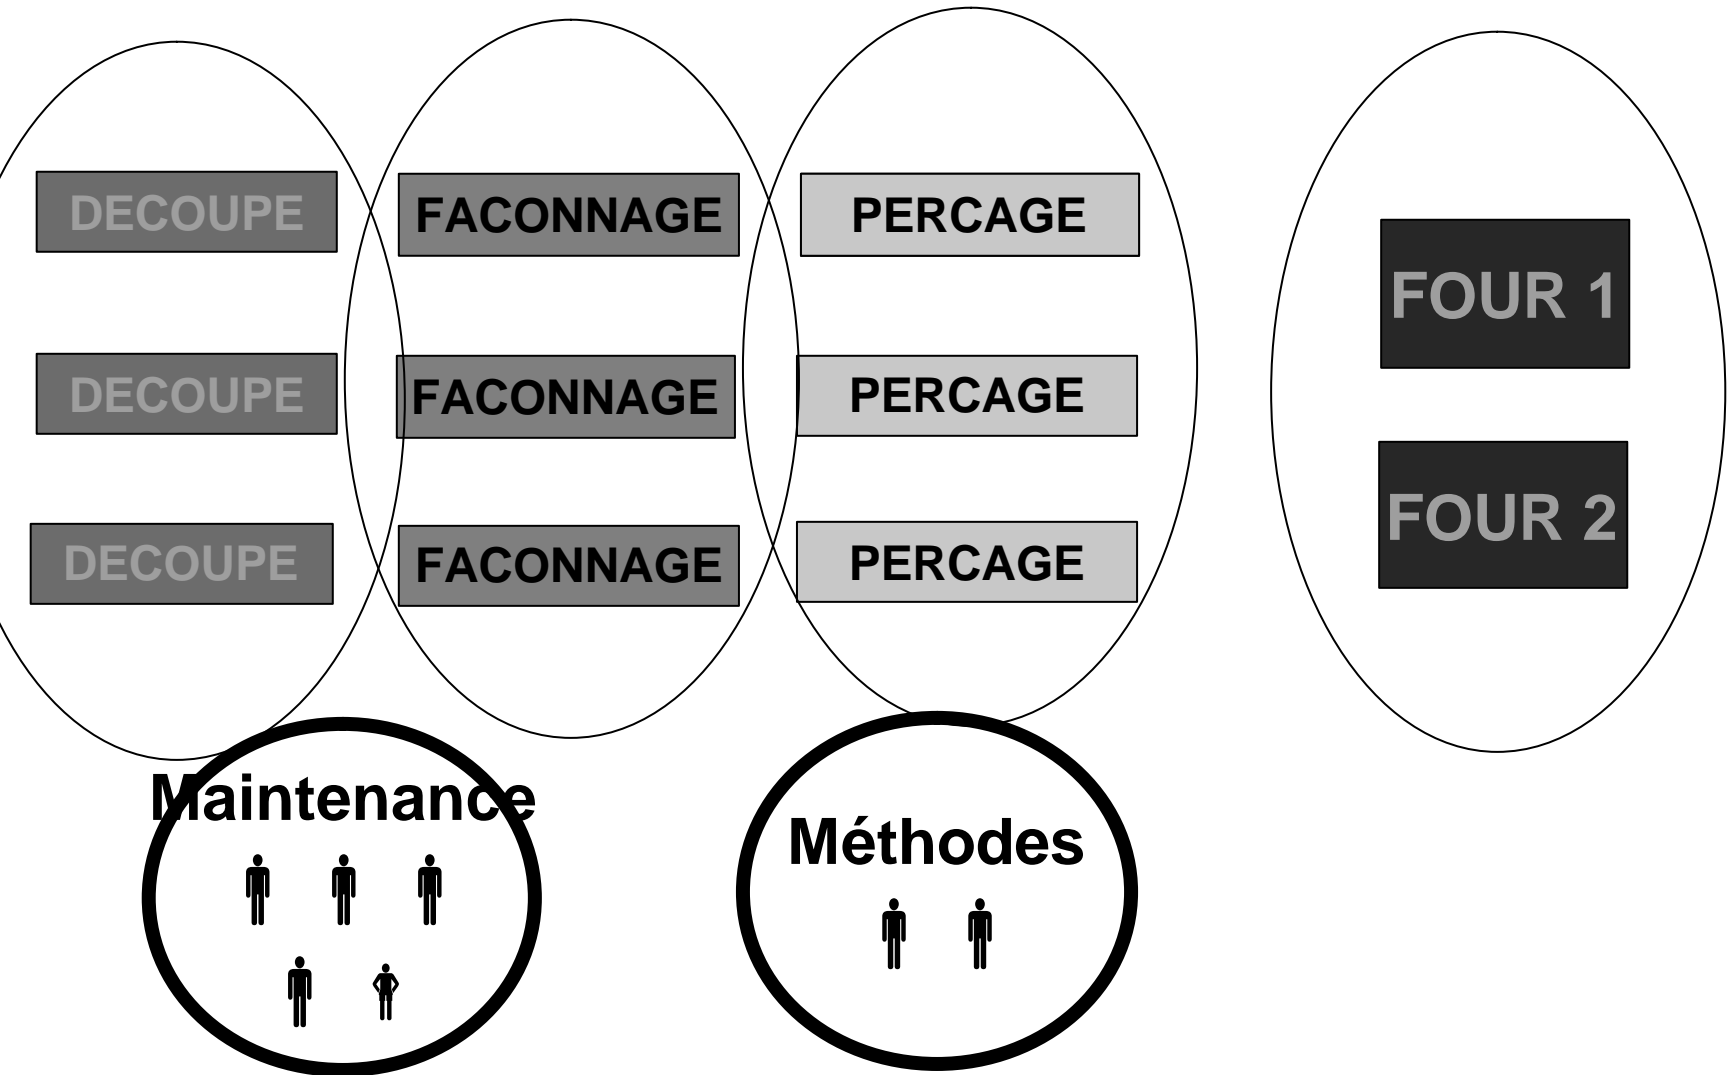 DECOUPE
FACONNAGE
PERCAGE
FOUR 1
DECOUPE
FACONNAGE
PERCAGE
FOUR 2
DECOUPE
FACONNAGE
PERCAGE
Maintenance
Méthodes